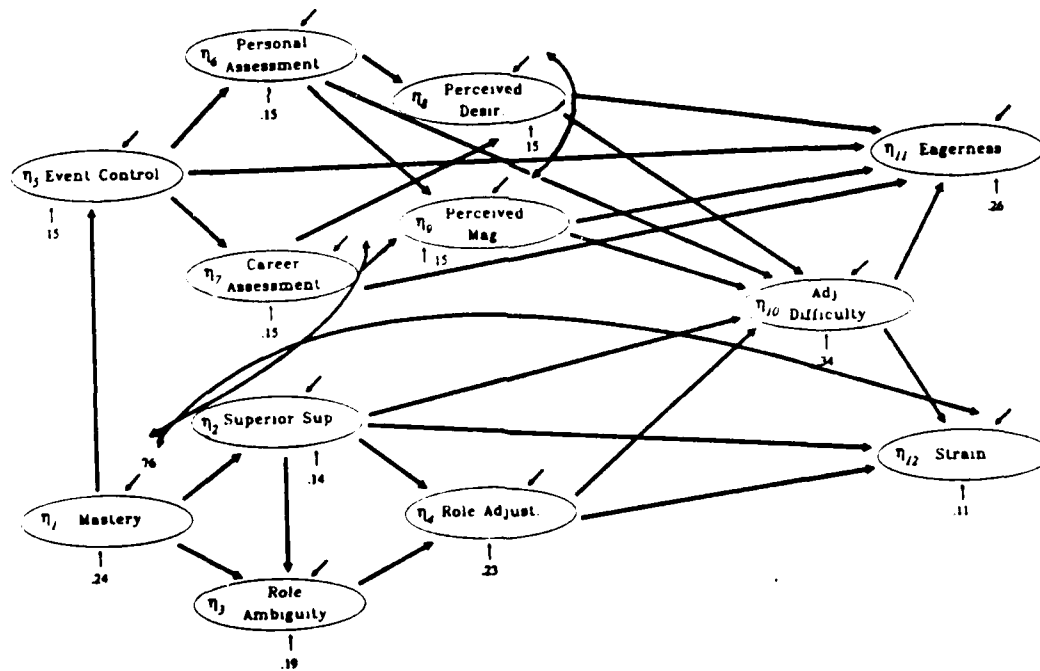 η6 Personal
Assessment
.15
η8 Perceived
Desir.
15
η11 Eagerness
.26
η5 Event Control
15
η9 Perceived
Mag
.15
η7 Career
Assessment
.15
η10 Adj
Difficulty
.34
η2 Superior Sup
.14
η12 Strain
.11
76
η1 Mastery
.24
η4 Role Adjust.
.23
η3 Role
Ambiguity
.19